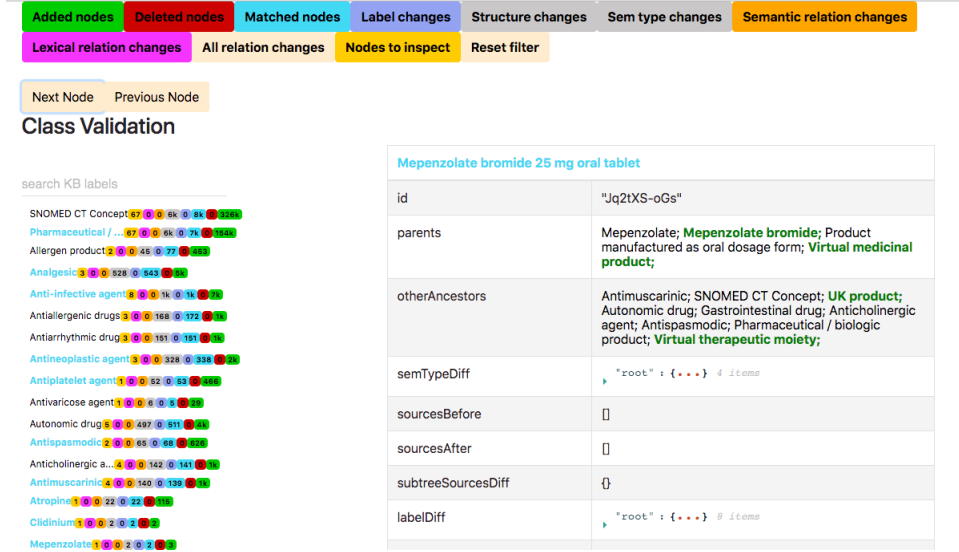 Added nodes Deleted nodes Matched nodes Label changes Structure changes Sem type changes Semantic relation changes
Lexical relation changes All relation changes Nodes to inspect Reset filter
Next Node Previous Node
Class Validation
search KB labels
SNOMED CT Concept 67 0 0 6k 0 8k 0 326k
Pharmaceutical / ... 67 0 0 6k 0 7k 0 154k
Allergen product 2 0 0 45 0 77 0 453
Analgesic 3 0 0 528 0 543 0 5k
Anti-infective agent 8 0 0 1k 0 1k 0 7k
Antiallergenic drugs 3 0 0 168 0 172 0 1k
Antiarrhythmic drug 3 0 0 151 0 151 0 1k
Antineoplastic agent 3 0 0 328 0 338 0 2k
Antiplatelet agent 1 0 0 52 0 53 0 466
Antivaricose agent 1 0 0 6 0 5 0 29
Autonomic drug 5 0 0 497 0 511 0 4k
Antispasmodic 2 0 0 65 0 68 0 626
Anticholinergic a... 4 0 0 142 0 141 0 1k
Antimuscarinic 4 0 0 140 0 139 0 1k
Atropine 1 0 0 22 0 22 0 115
Clidinium 1 0 0 2 0 2 0 2
Mepenzolate 1 0 0 2 0 2 0 3
Mepenzolate bromide 25 mg oral tablet
id "Jq2tXS-oGs"
parents Mepenzolate; Mepenzolate bromide; Product
manufactured as oral dosage form; Virtual medicinal
product;
otherAncestors Antimuscarinic; SNOMED CT Concept; UK product;
Autonomic drug; Gastrointestinal drug; Anticholinergic
agent; Antispasmodic; Pharmaceutical / biologic
product; Virtual therapeutic moiety;
semTypeDiff "root" : {...} 4 items
sourcesBefore []
sourcesAfter []
subtreeSourcesDiff {}
labelDiff "root" : {...} 9 items